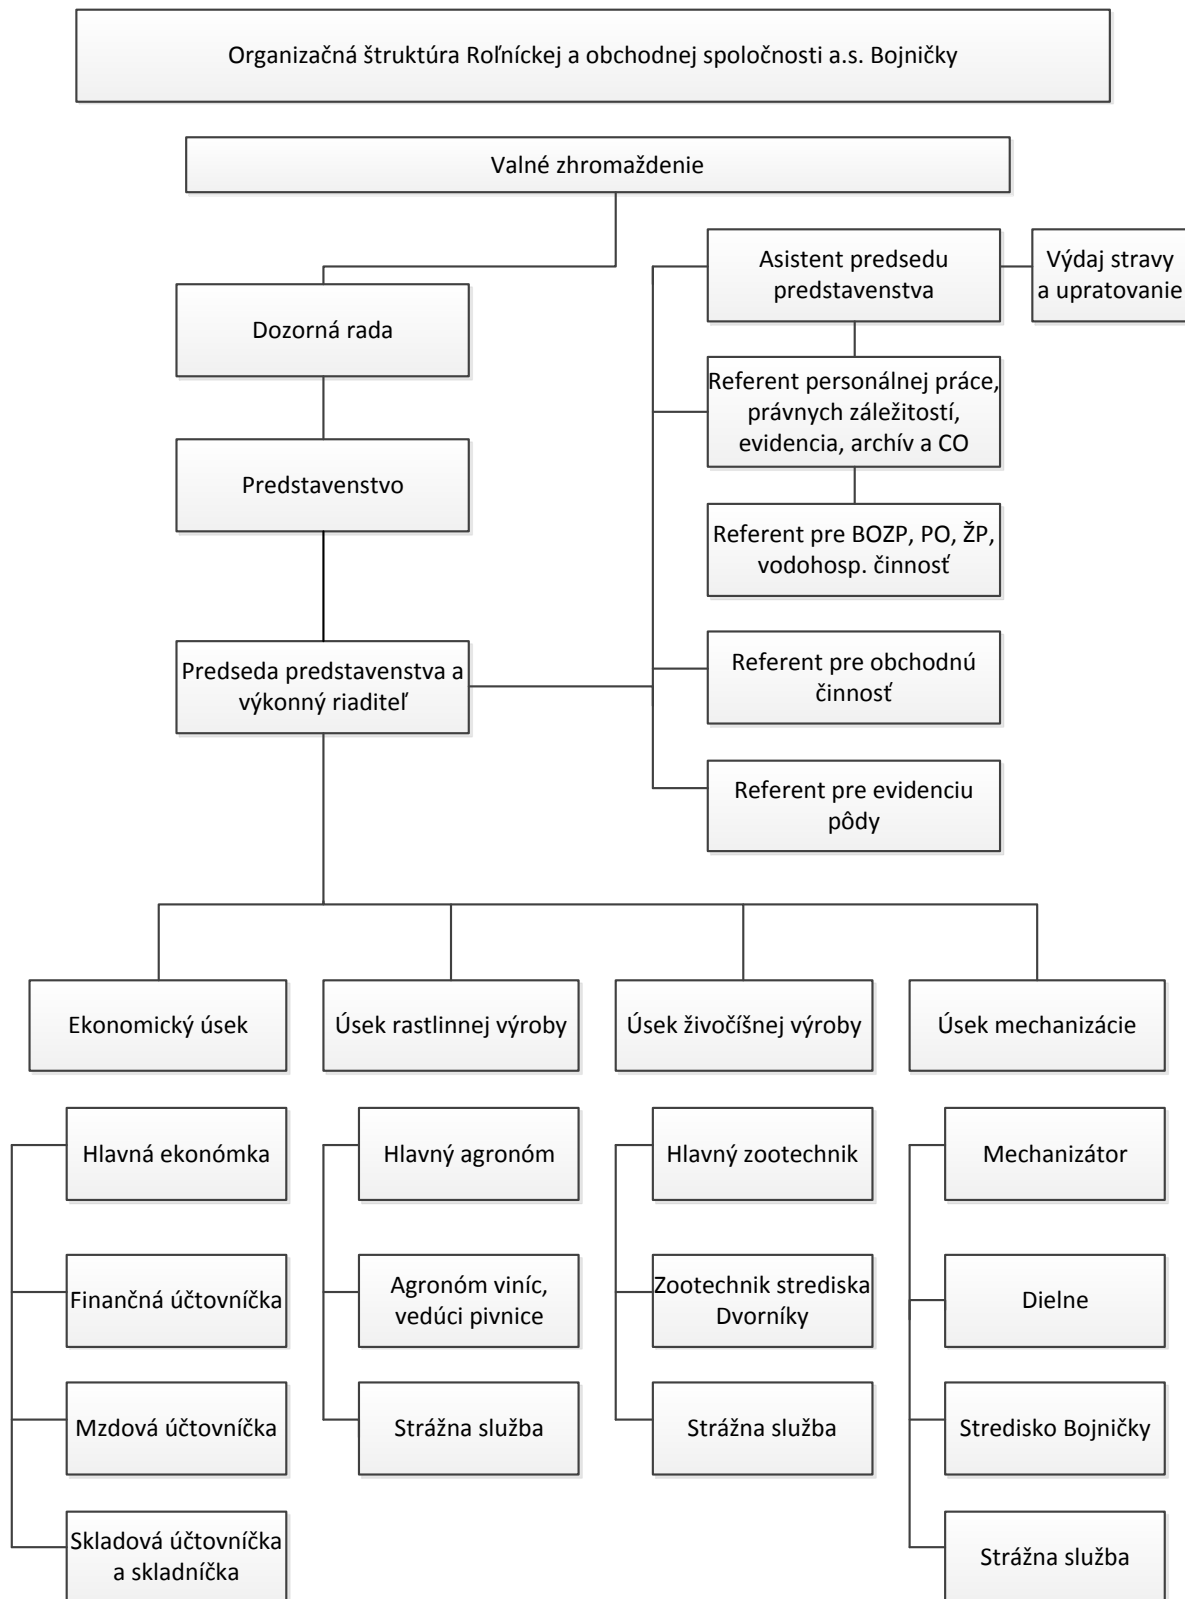 Organizačná štruktúra Roľníckej a obchodnej spoločnosti a.s. Bojničky
Valné zhromaždenie
Asistent predsedu
predstavenstva
Výdaj stravy
a upratovanie
Dozorná rada
Referent personálnej práce,
právnych záležitostí,
evidencia, archív a CO
Predstavenstvo
Referent pre BOZP, PO, ŽP,
vodohosp. činnosť
Predseda predstavenstva a
výkonný riaditeľ
Referent pre obchodnú
činnosť
Referent pre evidenciu
pôdy
Ekonomický úsek
Úsek rastlinnej výroby
Úsek živočíšnej výroby
Úsek mechanizácie
Hlavná ekonómka
Hlavný agronóm
Hlavný zootechnik
Mechanizátor
Finančná účtovníčka
Agronóm viníc,
vedúci pivnice
Zootechnik strediska
Dvorníky
Dielne
Mzdová účtovníčka
Strážna služba
Strážna služba
Stredisko Bojničky
Skladová účtovníčka
a skladníčka
Strážna služba